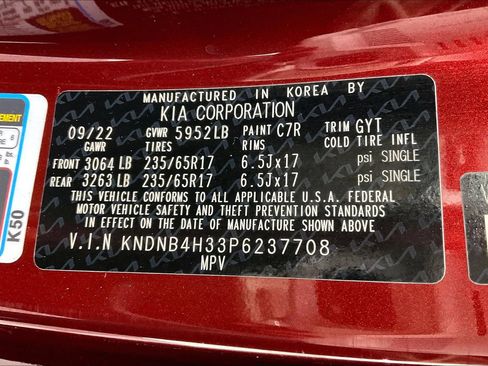 MANUFACTURED IN KOREA BY
KIA CORPORATION
09/22 GVWR 5952LB PAINT C7R TRIM GYT
GAWR TIRES RIMS COLD TIRE INFL
FRONT 3064 LB 235/65R17 6.5Jx17 psi SINGLE
REAR 3263 LB 235/65R17 6.5Jx17 psi SINGLE
THIS VEHICLE CONFORMS TO ALL APPLICABLE U.S.A. FEDERAL
MOTOR VEHICLE SAFETY AND THEFT PREVENTION STANDARDS
IN EFFECT ON THE DATE OF MANUFACTURE SHOWN ABOVE
V.I.N KNDNB4H33P6237708
MPV
K50